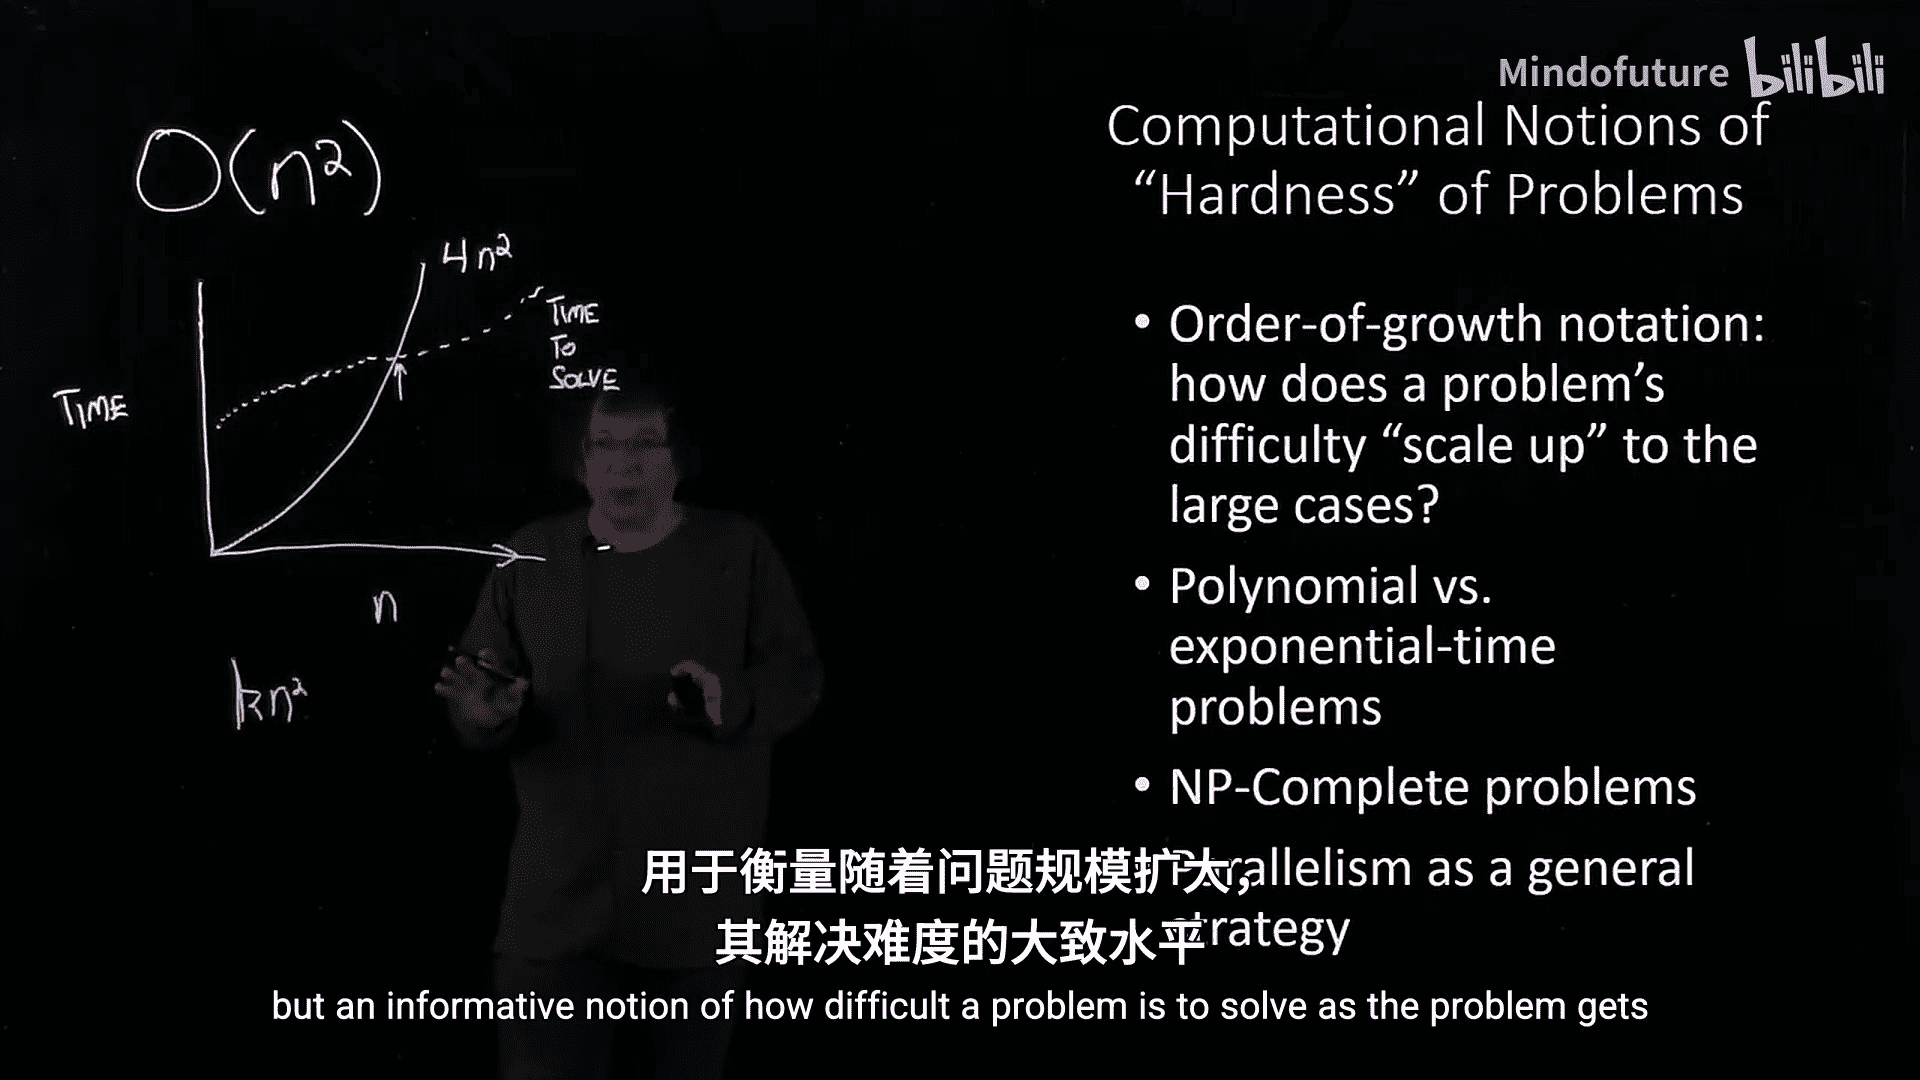 Mindofuture bilibili
O(n²)
4n²
TIME
TO
SOLVE
TIME
n
kn²
Computational Notions of
“Hardness” of Problems
• Order-of-growth notation:
how does a problem’s
difficulty “scale up” to the
large cases?
• Polynomial vs.
exponential-time
problems
• NP-Complete problems
Parallelism as a general
strategy
用于衡量随着问题规模扩大，
其解决难度的大致水平
but an informative notion of how difficult a problem is to solve as the problem gets